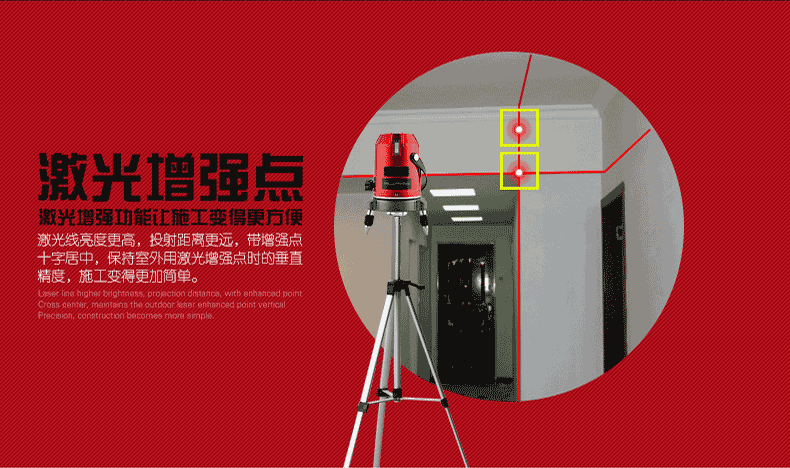 激光增强点
激光增强功能让施工变得更方便
激光线亮度更高，投射距离更远，带增强点
十字居中，保持室外用激光增强点时的垂直
精度，施工变得更加简单。
Laser line higher brightness, projection distance, with enhanced point
Cross center, maintains the outdoor laser enhanced point vertical
Precision, construction becomes more simple.